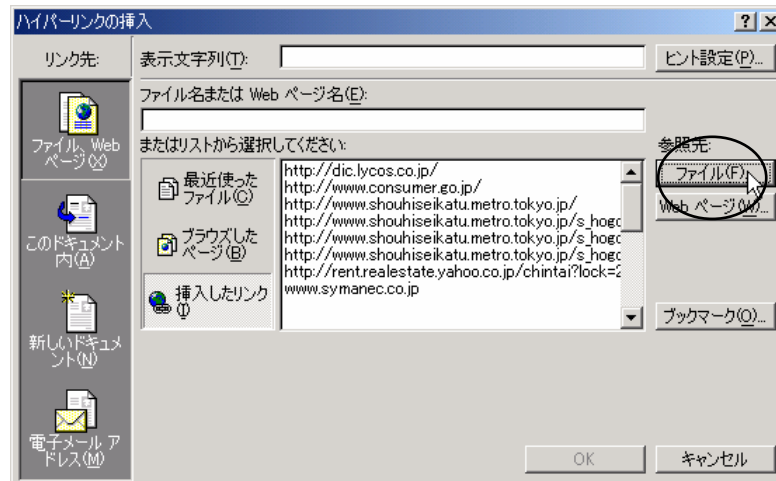 ハイパーリンクの挿入
リンク先:
表示文字列(T):
ヒント設定(P)...
ファイル名または Web ページ名(E):
ファイル、Web
ページ(X)
またはリストから選択してください:
参照先:
最近使った
ファイル(C)
http://dic.lycos.co.jp/
http://www.consumer.go.jp/
http://www.shouhiseikatu.metro.tokyo.jp/
http://www.shouhiseikatu.metro.tokyo.jp/s_hogo
http://www.shouhiseikatu.metro.tokyo.jp/s_hogo
http://www.shouhiseikatu.metro.tokyo.jp/s_hogo
http://rent.realestate.yahoo.co.jp/chintai?lock=2
www.symanec.co.jp
ファイル(F)...
Web ページ(W)...
このドキュメント
内(A)
ブラウズした
ページ(B)
挿入したリンク
(I)
ブックマーク(O)...
新しいドキュメ
ント(N)
電子メール ア
ドレス(M)
OK
キャンセル